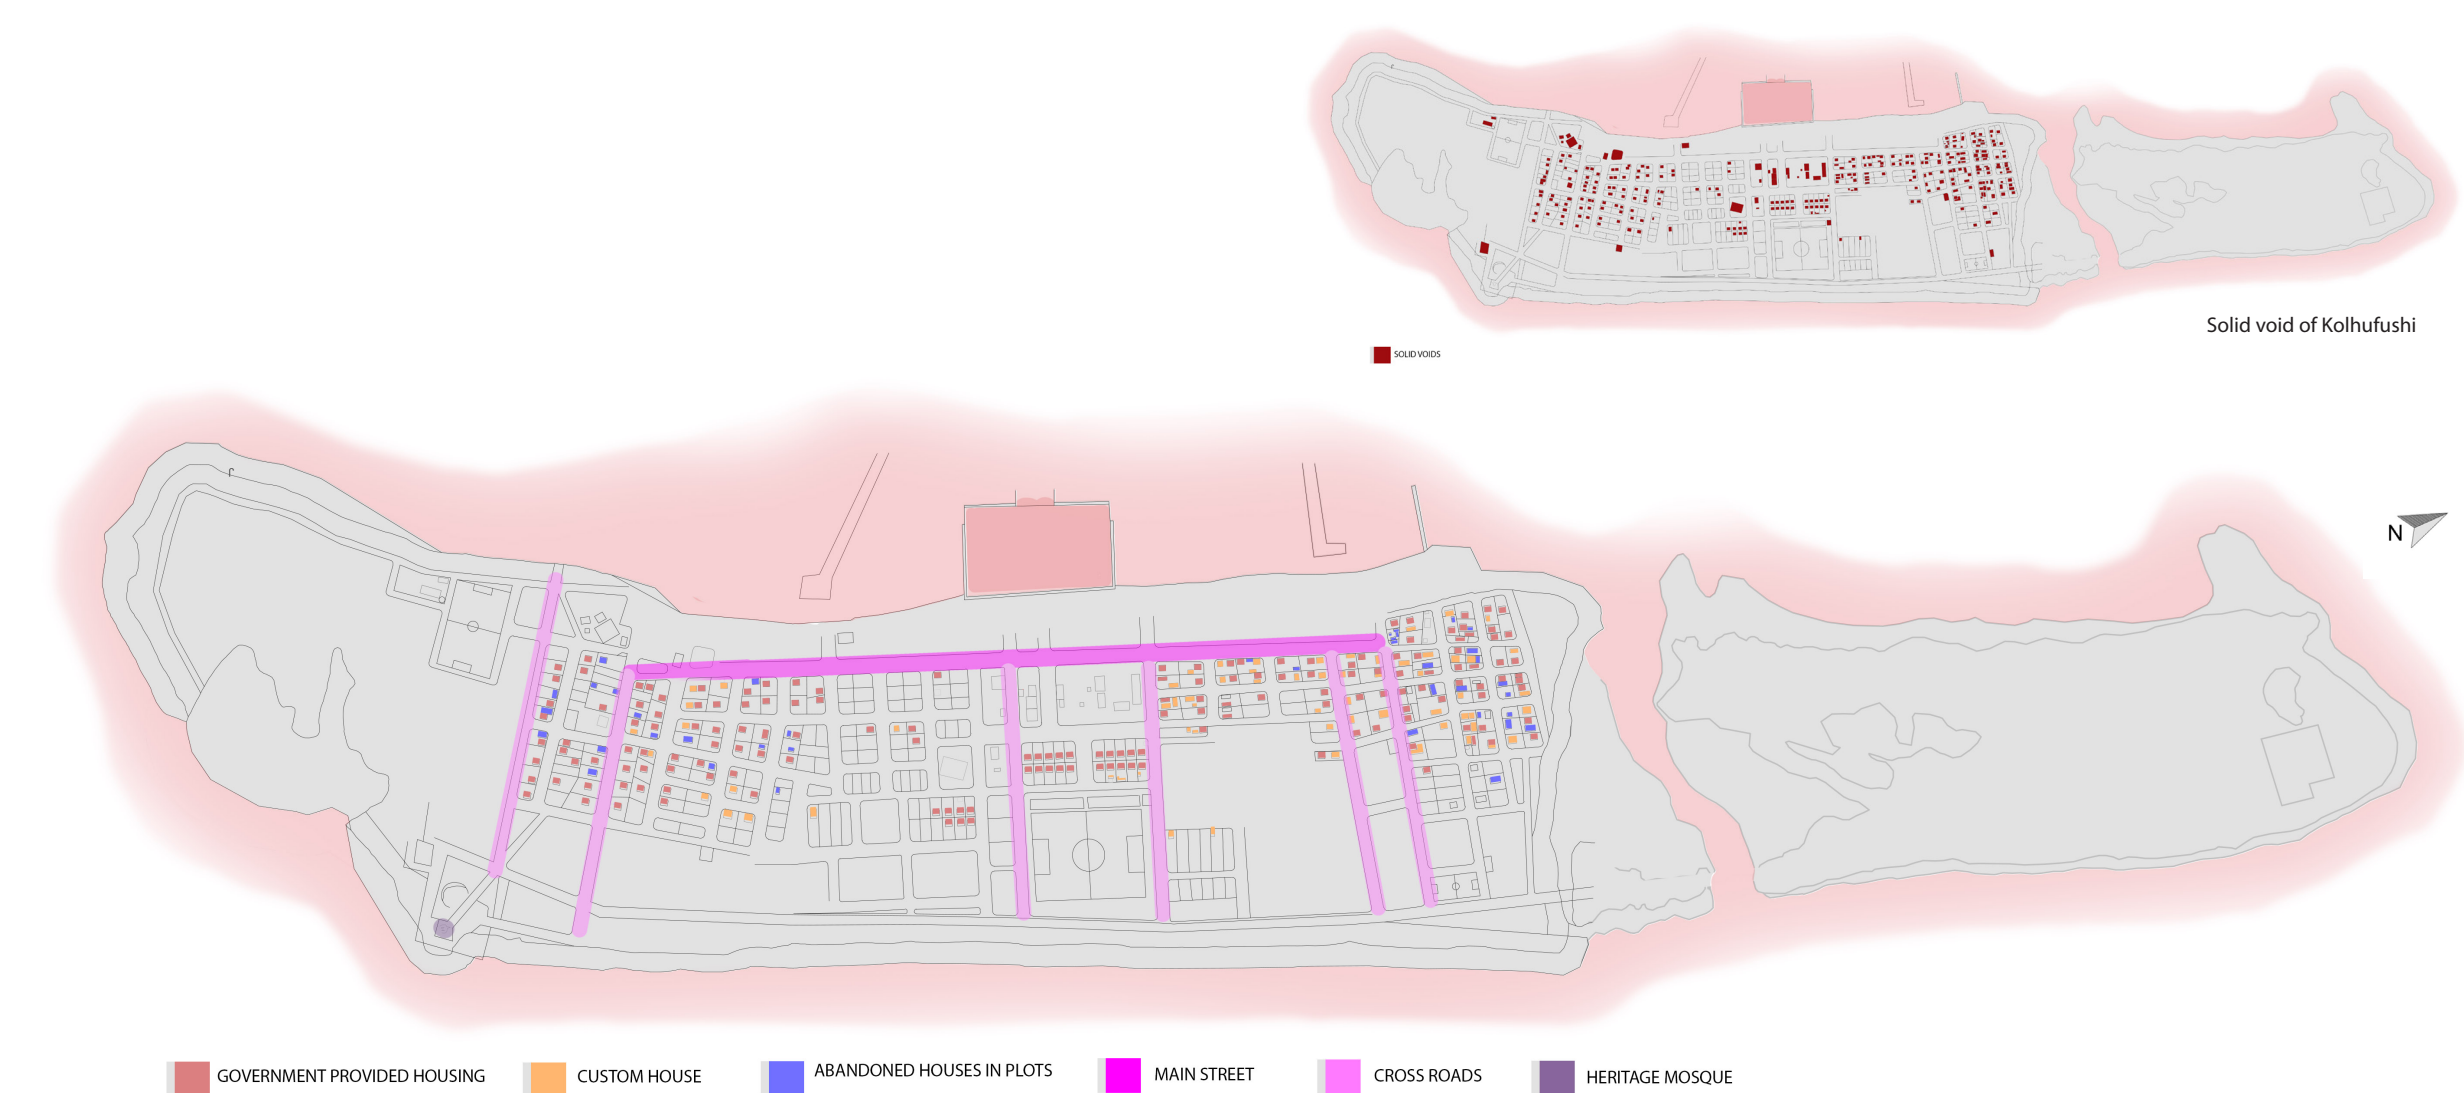 Solid void of Kolhufushi
SOLID VOIDS
N
GOVERNMENT PROVIDED HOUSING
CUSTOM HOUSE
ABANDONED HOUSES IN PLOTS
MAIN STREET
CROSS ROADS
HERITAGE MOSQUE